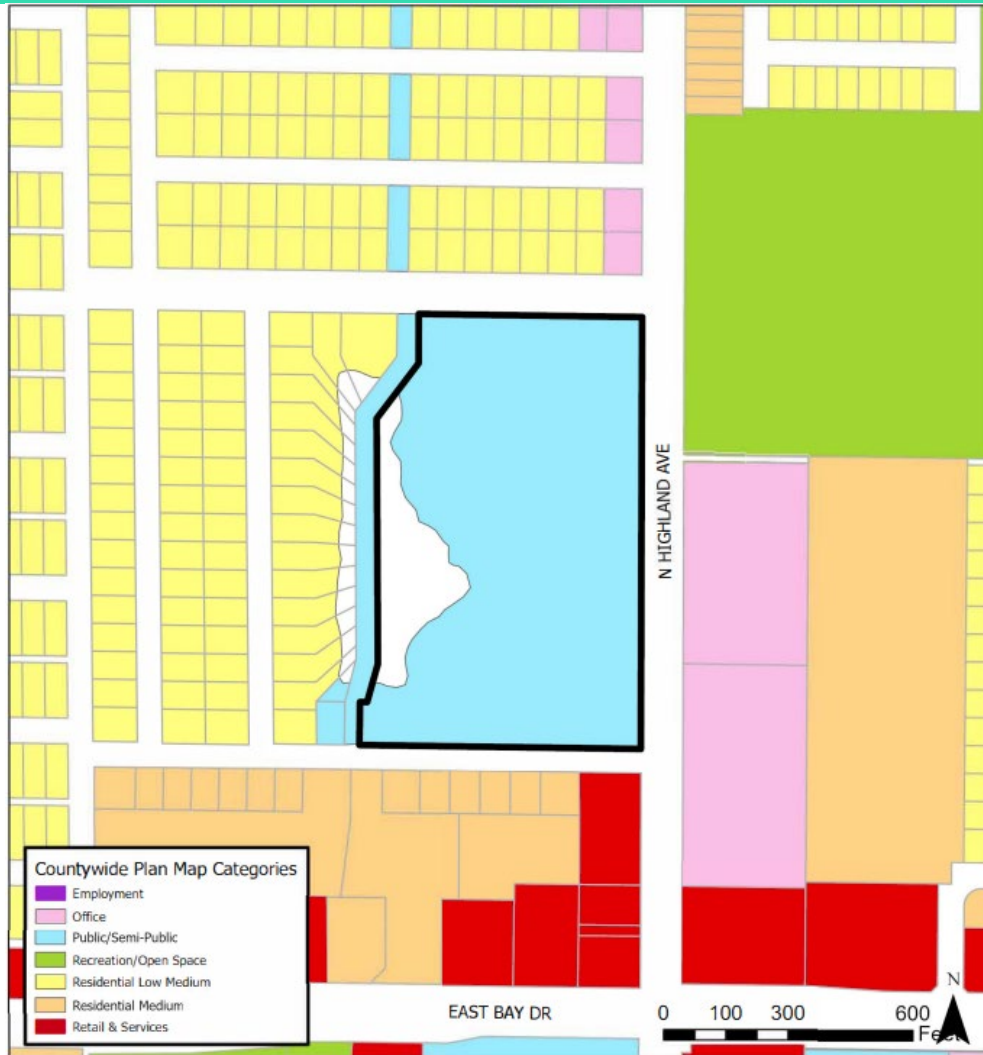 N HIGHLAND AVE
Countywide Plan Map Categories
Employment
Office
Public/Semi-Public
Recreation/Open Space
Residential Low Medium
Residential Medium
Retail & Services
EAST BAY DR
N
0 100 300 600
Feet